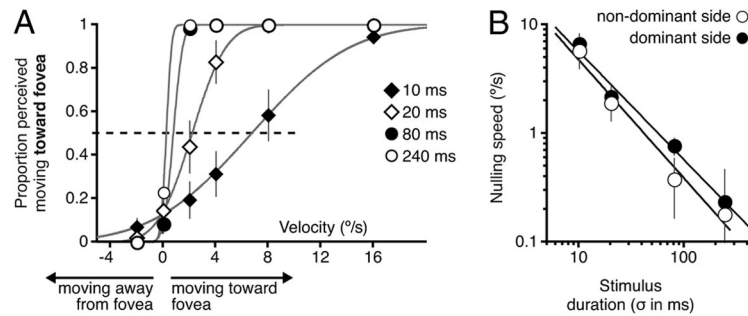 A
Proportion perceived
moving toward fovea
1
0.8
0.6
0.4
0.2
0
-4
0
4
8
12
16
Velocity (º/s)
10 ms
20 ms
80 ms
240 ms
moving away
from fovea
moving toward
fovea
B
non-dominant side
dominant side
Nulling speed (º/s)
10
1
0.1
10
100
Stimulus
duration (σ in ms)